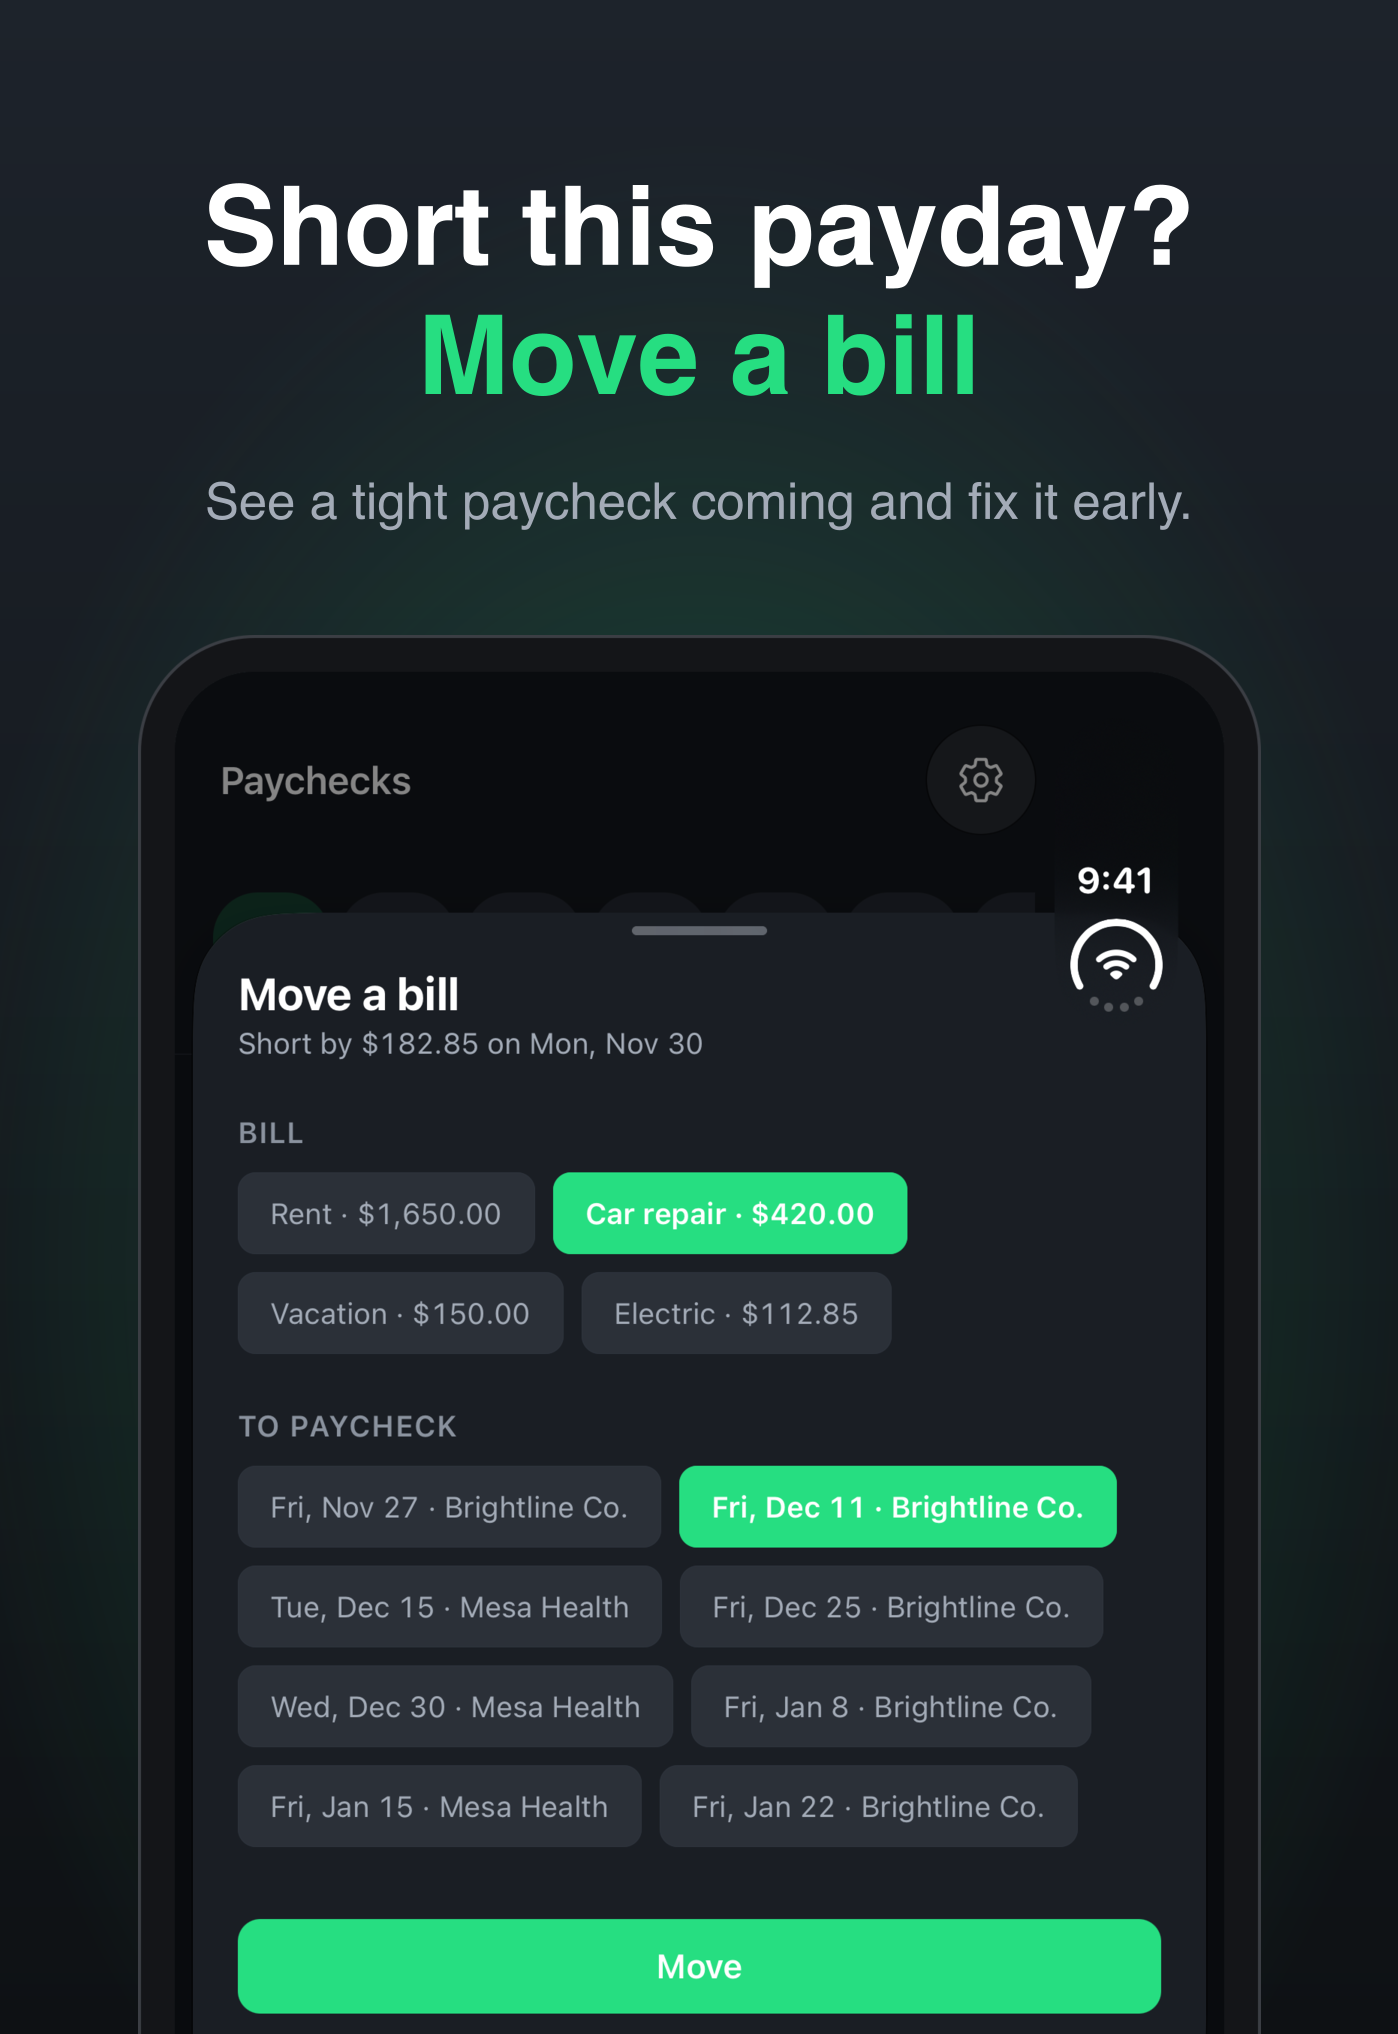 Short this payday?
Move a bill
See a tight paycheck coming and fix it early.
Paychecks
9:41
Move a bill
Short by $182.85 on Mon, Nov 30
BILL
Rent · $1,650.00
Car repair · $420.00
Vacation · $150.00
Electric · $112.85
TO PAYCHECK
Fri, Nov 27 · Brightline Co.
Fri, Dec 11 · Brightline Co.
Tue, Dec 15 · Mesa Health
Fri, Dec 25 · Brightline Co.
Wed, Dec 30 · Mesa Health
Fri, Jan 8 · Brightline Co.
Fri, Jan 15 · Mesa Health
Fri, Jan 22 · Brightline Co.
Move